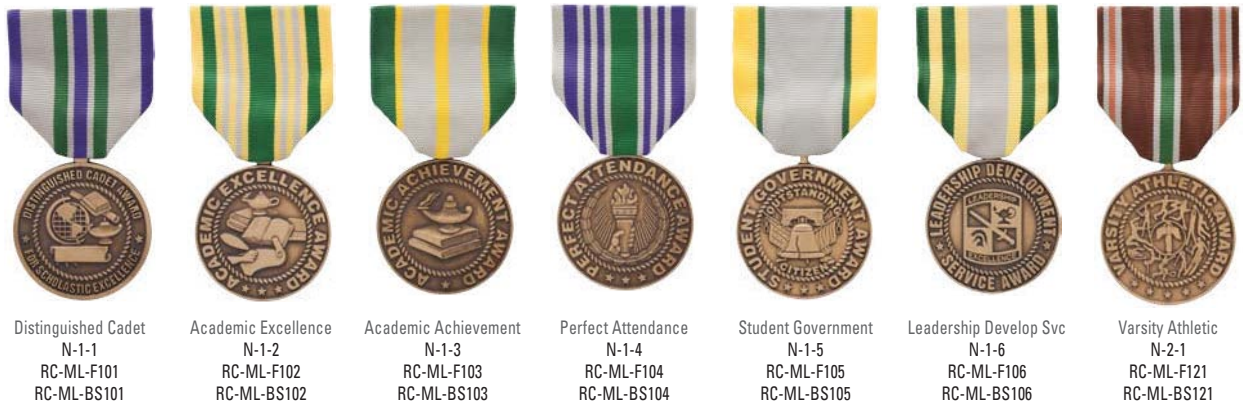 DISTINGUISHED CADET AWARD
FOR SCHOLASTIC EXCELLENCE
ACADEMIC EXCELLENCE AWARD
ACADEMIC ACHIEVEMENT AWARD
PERFECT ATTENDANCE AWARD
STUDENT GOVERNMENT AWARD
OUTSTANDING
CITIZEN
LEADERSHIP DEVELOPMENT
SERVICE AWARD
LEADERSHIP
EXCELLENCE
VARSITY ATHLETIC AWARD
Distinguished Cadet
N-1-1
RC-ML-F101
RC-ML-BS101
Academic Excellence
N-1-2
RC-ML-F102
RC-ML-BS102
Academic Achievement
N-1-3
RC-ML-F103
RC-ML-BS103
Perfect Attendance
N-1-4
RC-ML-F104
RC-ML-BS104
Student Government
N-1-5
RC-ML-F105
RC-ML-BS105
Leadership Develop Svc
N-1-6
RC-ML-F106
RC-ML-BS106
Varsity Athletic
N-2-1
RC-ML-F121
RC-ML-BS121